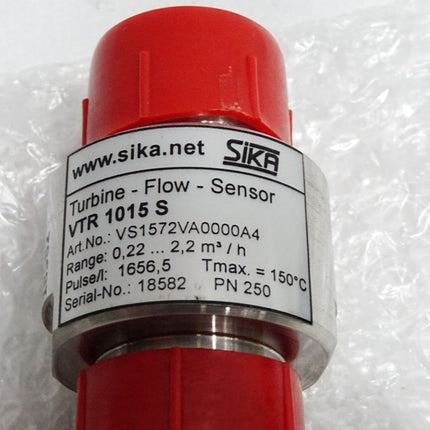 www.sika.net SIKA
Turbine - Flow - Sensor
VTR 1015 S
Art.No.: VS1572VA0000A4
Range: 0,22 ... 2,2 m³ / h
Pulse/l: 1656,5 Tmax. = 150°C
Serial-No.: 18582 PN 250